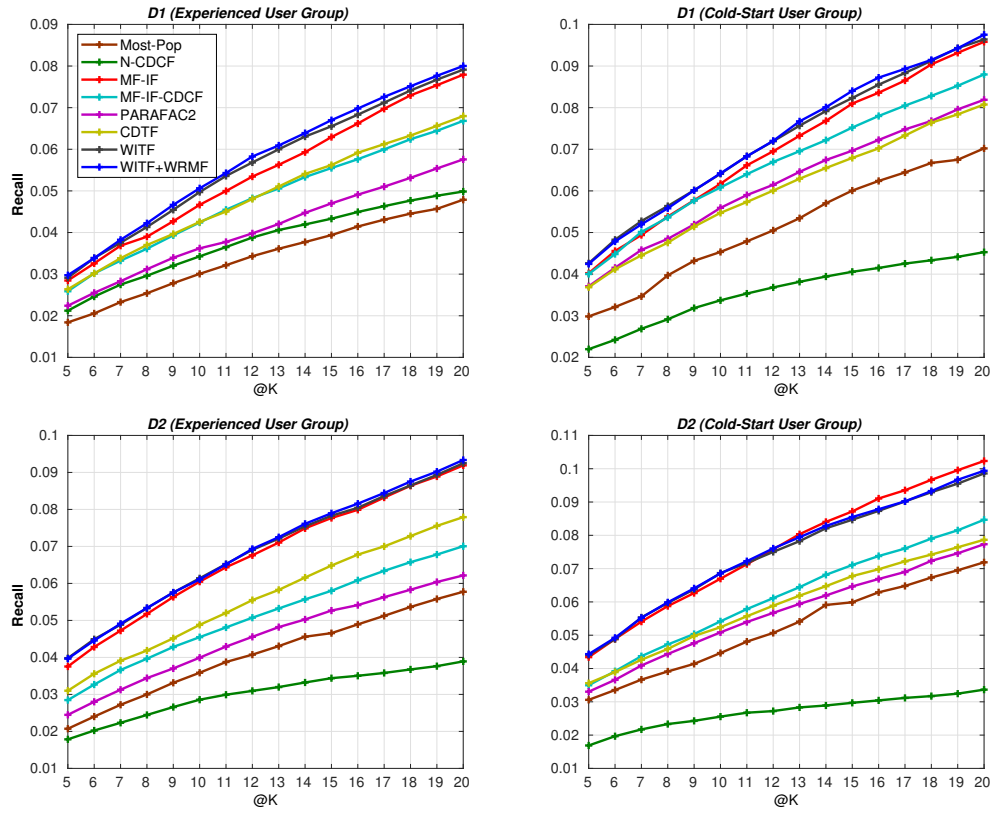 D1 (Experienced User Group)
0.09
0.08
0.07
0.06
0.05
0.04
0.03
0.02
0.01
Recall
Most-Pop
N-CDCF
MF-IF
MF-IF-CDCF
PARAFAC2
CDTF
WITF
WITF+WRMF
5 6 7 8 9 10 11 12 13 14 15 16 17 18 19 20
@K
D1 (Cold-Start User Group)
0.1
0.09
0.08
0.07
0.06
0.05
0.04
0.03
0.02
5 6 7 8 9 10 11 12 13 14 15 16 17 18 19 20
@K
D2 (Experienced User Group)
0.1
0.09
0.08
0.07
0.06
0.05
0.04
0.03
0.02
0.01
Recall
5 6 7 8 9 10 11 12 13 14 15 16 17 18 19 20
@K
D2 (Cold-Start User Group)
0.11
0.1
0.09
0.08
0.07
0.06
0.05
0.04
0.03
0.02
0.01
5 6 7 8 9 10 11 12 13 14 15 16 17 18 19 20
@K